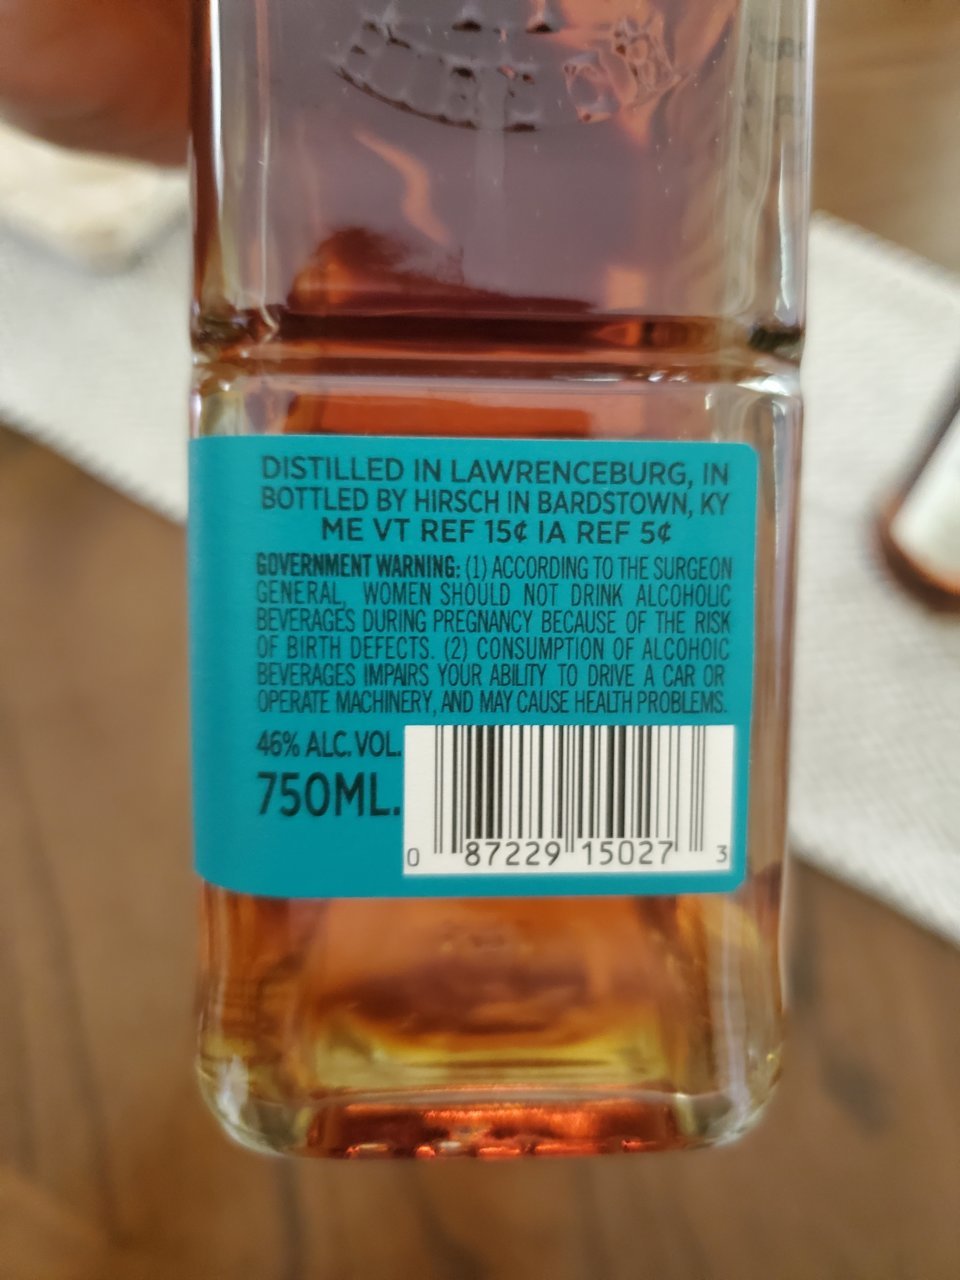 DISTILLED IN LAWRENCEBURG, IN
BOTTLED BY HIRSCH IN BARDSTOWN, KY
ME VT REF 15¢ IA REF 5¢
GOVERNMENT WARNING: (1) ACCORDING TO THE SURGEON
GENERAL, WOMEN SHOULD NOT DRINK ALCOHOLIC
BEVERAGES DURING PREGNANCY BECAUSE OF THE RISK
OF BIRTH DEFECTS. (2) CONSUMPTION OF ALCOHOIC
BEVERAGES IMPAIRS YOUR ABILITY TO DRIVE A CAR OR
OPERATE MACHINERY, AND MAY CAUSE HEALTH PROBLEMS.
46% ALC. VOL.
750ML.
0 87229 15027 3